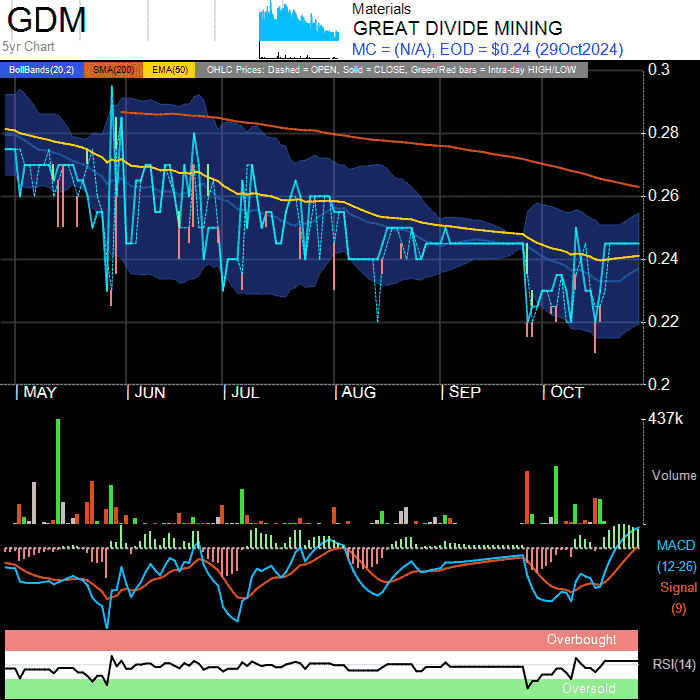 GDM
5yr Chart
Materials
GREAT DIVIDE MINING
MC = (N/A), EOD = $0.24 (29Oct2024)
BollBands(20,2) SMA(200) EMA(50) OHLC Prices: Dashed = OPEN, Solid = CLOSE, Green/Red bars = Intra-day HIGH/LOW
0.3
0.28
0.26
0.24
0.22
0.2
MAY JUN JUL AUG SEP OCT
437k
Volume
MACD
(12-26)
Signal
(9)
Overbought
RSI(14)
Oversold